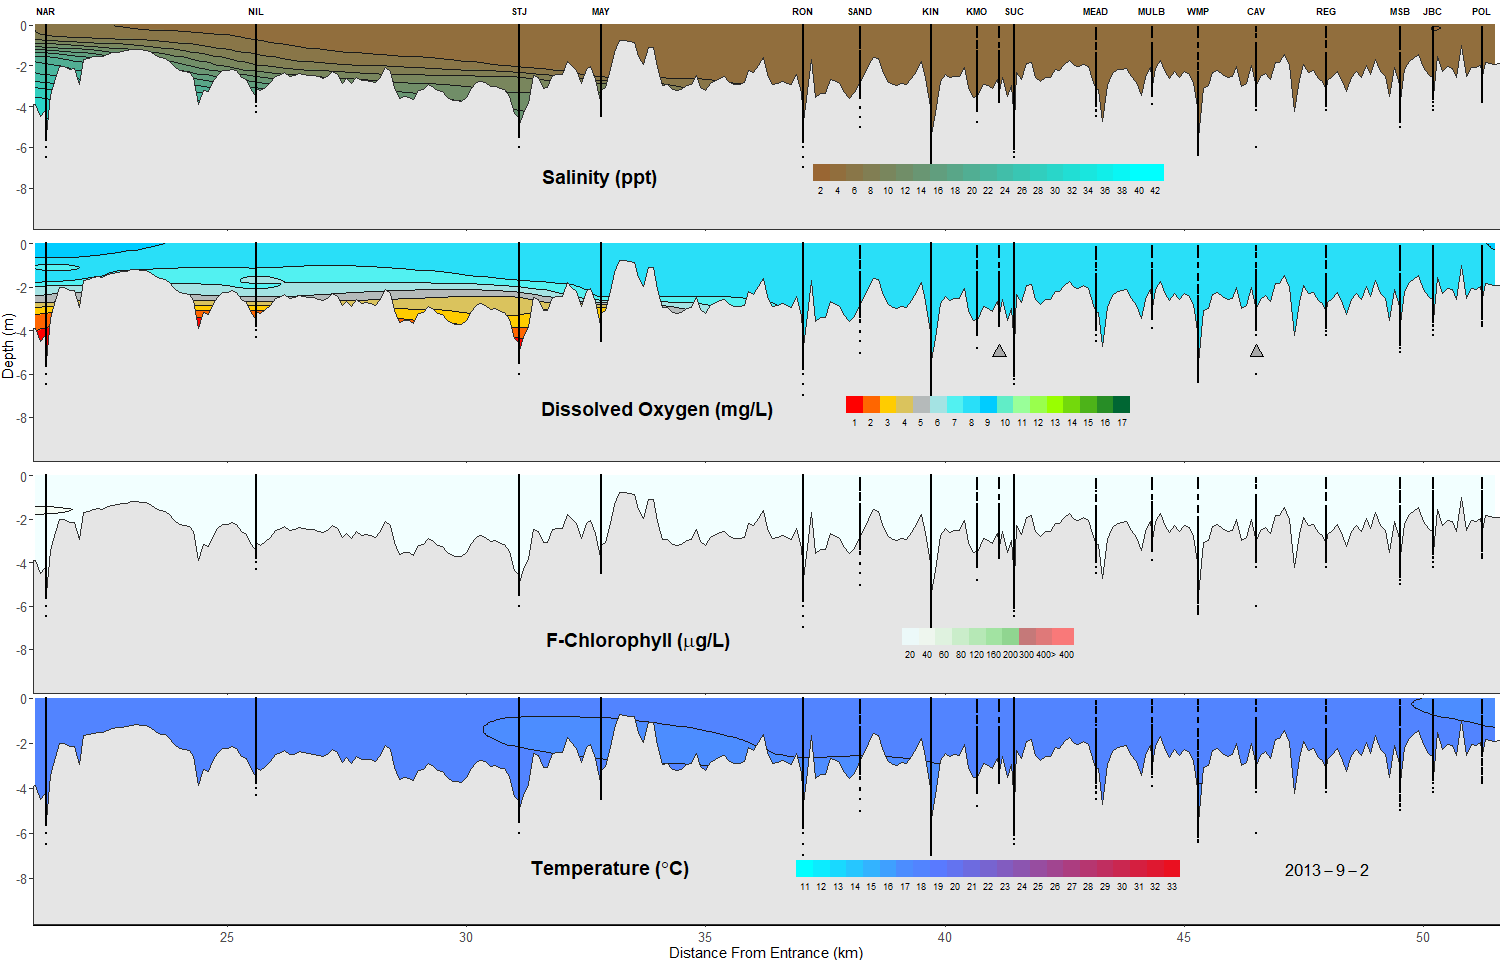 NAR NIL STJ MAY RON SAND KIN KMO SUC MEAD MULB WMP CAV REG MSB JBC POL
0
-2
-4
-6
-8
Salinity (ppt)
2 4 6 8 10 12 14 16 18 20 22 24 26 28 30 32 34 36 38 40 42
0
-2
-4
-6
-8
Depth (m)
Dissolved Oxygen (mg/L)
1 2 3 4 5 6 7 8 9 10 11 12 13 14 15 16 17
0
-2
-4
-6
-8
F-Chlorophyll (μg/L)
20 40 60 80 120 160 200 300 400> 400
0
-2
-4
-6
-8
Temperature (°C)
11 12 13 14 15 16 17 18 19 20 21 22 23 24 25 26 27 28 29 30 31 32 33
2013-9-2
25 30 35 40 45 50
Distance From Entrance (km)